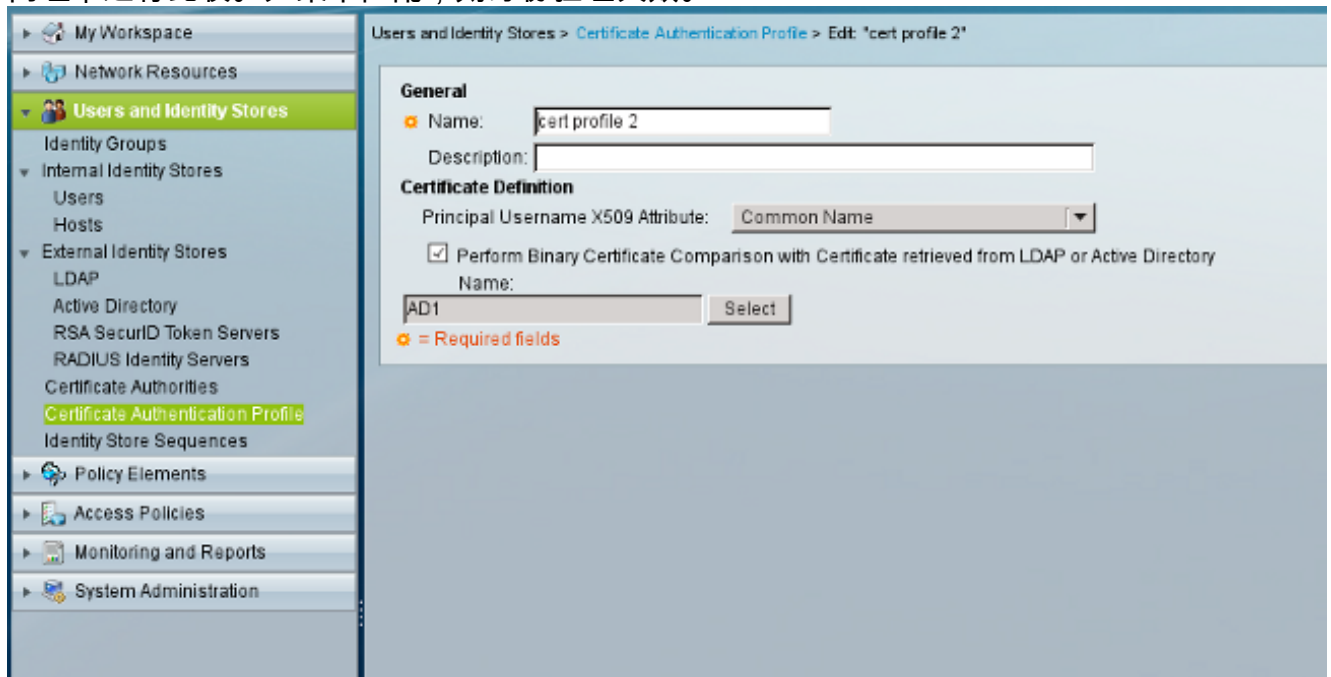 My Workspace
Network Resources
Users and Identity Stores
Identity Groups
Internal Identity Stores
Users
Hosts
External Identity Stores
LDAP
Active Directory
RSA SecurID Token Servers
RADIUS Identity Servers
Certificate Authorities
Certificate Authentication Profile
Identity Store Sequences
Policy Elements
Access Policies
Monitoring and Reports
System Administration
Users and Identity Stores > Certificate Authentication Profile > Edit: "cert profile 2"
General
Name: cert profile 2
Description:
Certificate Definition
Principal Username X509 Attribute: Common Name
Perform Binary Certificate Comparison with Certificate retrieved from LDAP or Active Directory
Name:
AD1 Select
= Required fields